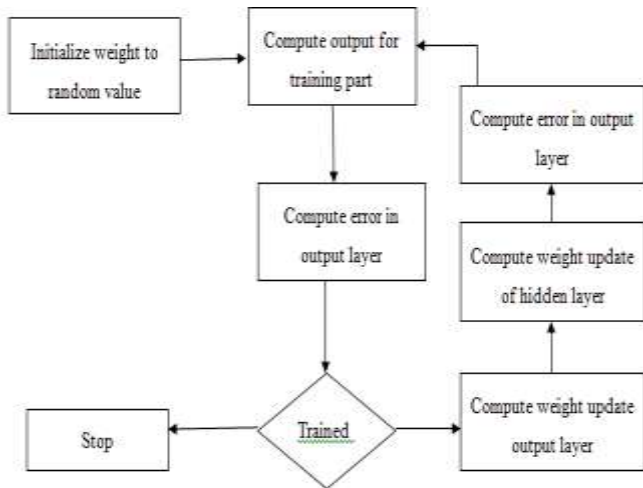 Initialize weight to
random value
Compute output for
training part
Compute error in output
layer
Compute error in
output layer
Compute weight update
of hidden layer
Trained
Stop
Compute weight update
output layer